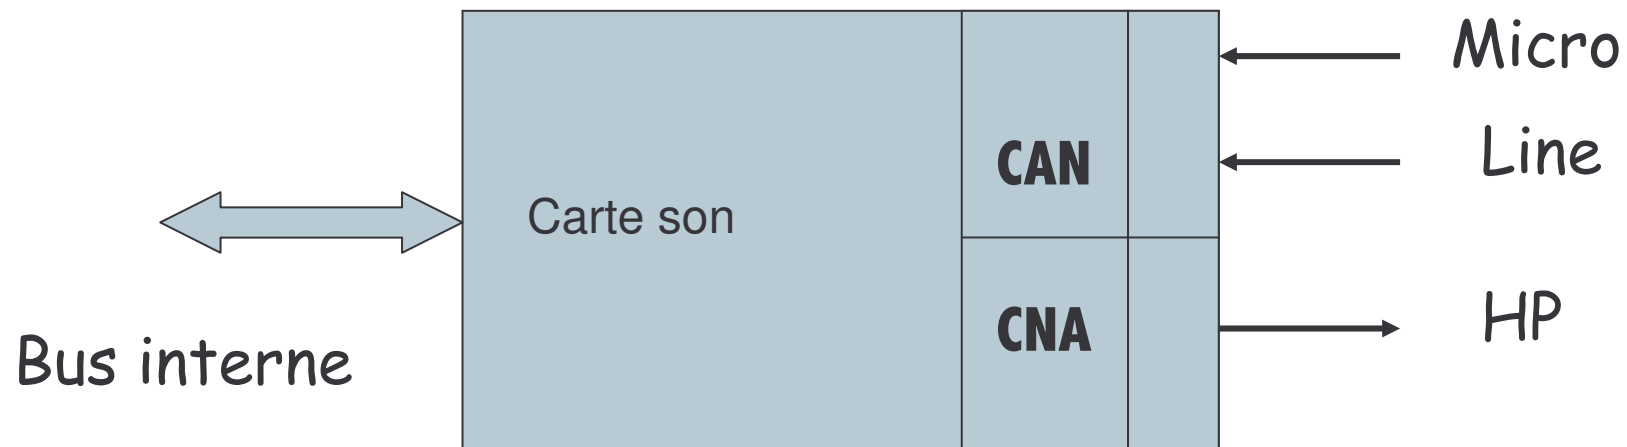 Micro
Line
CAN
Carte son
HP
CNA
Bus interne